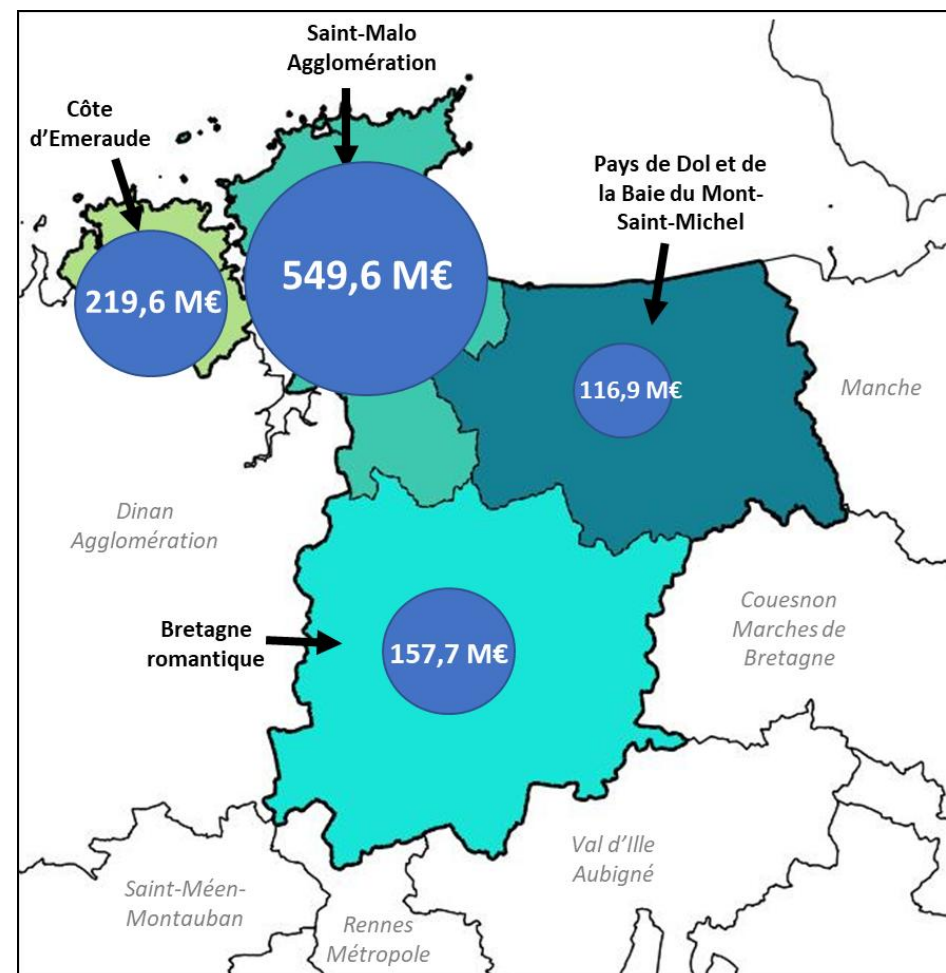 Saint-Malo
Agglomération
Côte
d’Emeraude
Pays de Dol et de
la Baie du Mont-
Saint-Michel
549,6 M€
219,6 M€
116,9 M€
Manche
Dinan
Agglomération
Bretagne
romantique
157,7 M€
Couesnon
Marches de
Bretagne
Val d’Ille
Aubigné
Saint-Méen-
Montauban
Rennes
Métropole